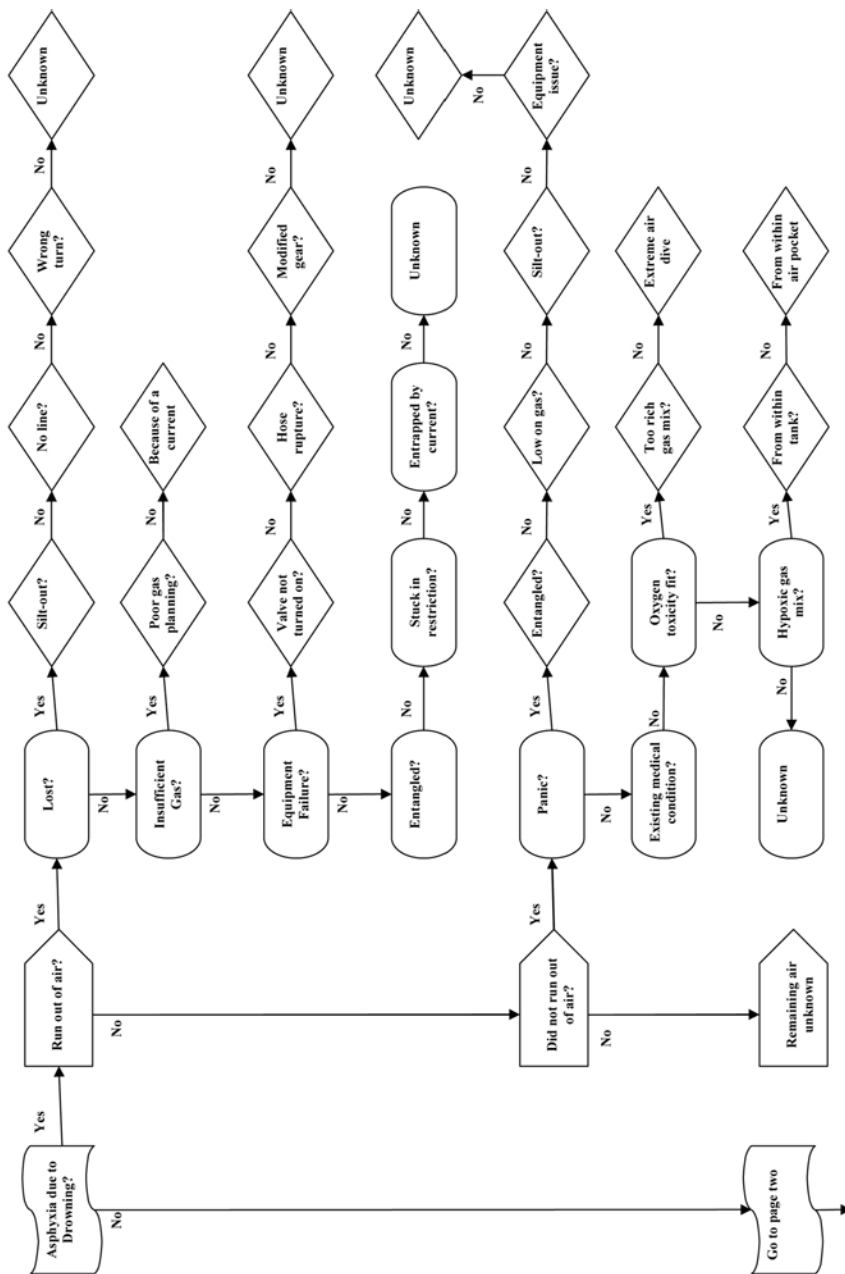 Asphyxia due to
Drowning?
Yes
No
Go to page two
Run out of air?
Yes
No
Did not run out
of air?
Yes
No
Remaining air
unknown
Lost?
Yes
No
Silt-out?
No
No line?
No
Wrong
turn?
No
Unknown
Insufficient
Gas?
Yes
No
Poor gas
planning?
No
Because of a
current
Equipment
Failure?
Yes
No
Valve not
turned on?
No
Hose
rupture?
No
Modified
gear?
No
Unknown
Entangled?
No
Stuck in
restriction?
No
Entrapped by
current?
No
Unknown
Panic?
Yes
No
Entangled?
No
Low on gas?
No
Silt-out?
No
Equipment
issue?
No
Unknown
Existing medical
condition?
No
Oxygen
toxicity fit?
Yes
No
Too rich
gas mix?
No
Extreme air
dive
Hypoxic gas
mix?
Yes
No
From within
tank?
No
From within
air pocket
Unknown